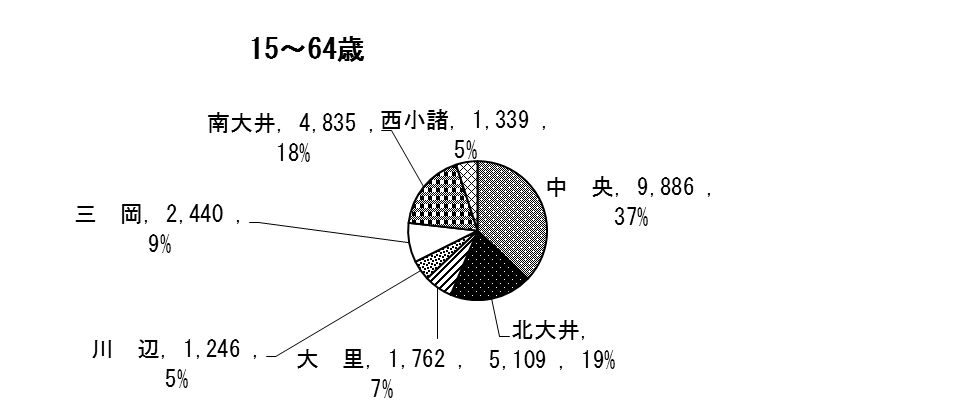 15～64歳
南大井, 4,835 ,
18%
西小諸, 1,339 ,
5%
中　央, 9,886 ,
37%
三　岡, 2,440 ,
9%
北大井,
5,109 , 19%
川　辺, 1,246 ,
5%
大　里, 1,762 ,
7%